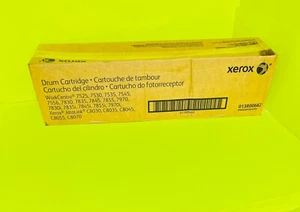 Drum Cartridge • Cartouche de tambour
Cartucho del cilindro • Cartucho do fotorreceptor
xerox
WorkCentre® 7525, 7530, 7535, 7545,
7556, 7830, 7835, 7845, 7855, 7970,
7830i, 7835i, 7845i, 7855i, 7970i
Xerox® AltaLink® C8030, C8035, C8045,
C8055, C8070
013R00662